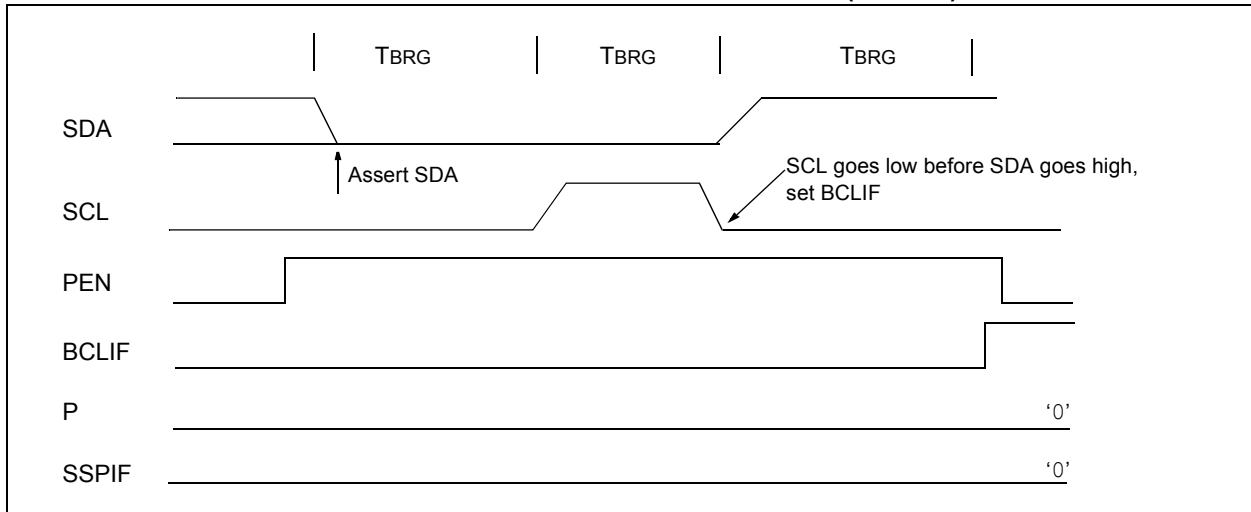 TBRG TBRG TBRG
SDA
Assert SDA
SCL goes low before SDA goes high,
set BCLIF
SCL
PEN
BCLIF
P
‘0’
SSPIF
‘0’